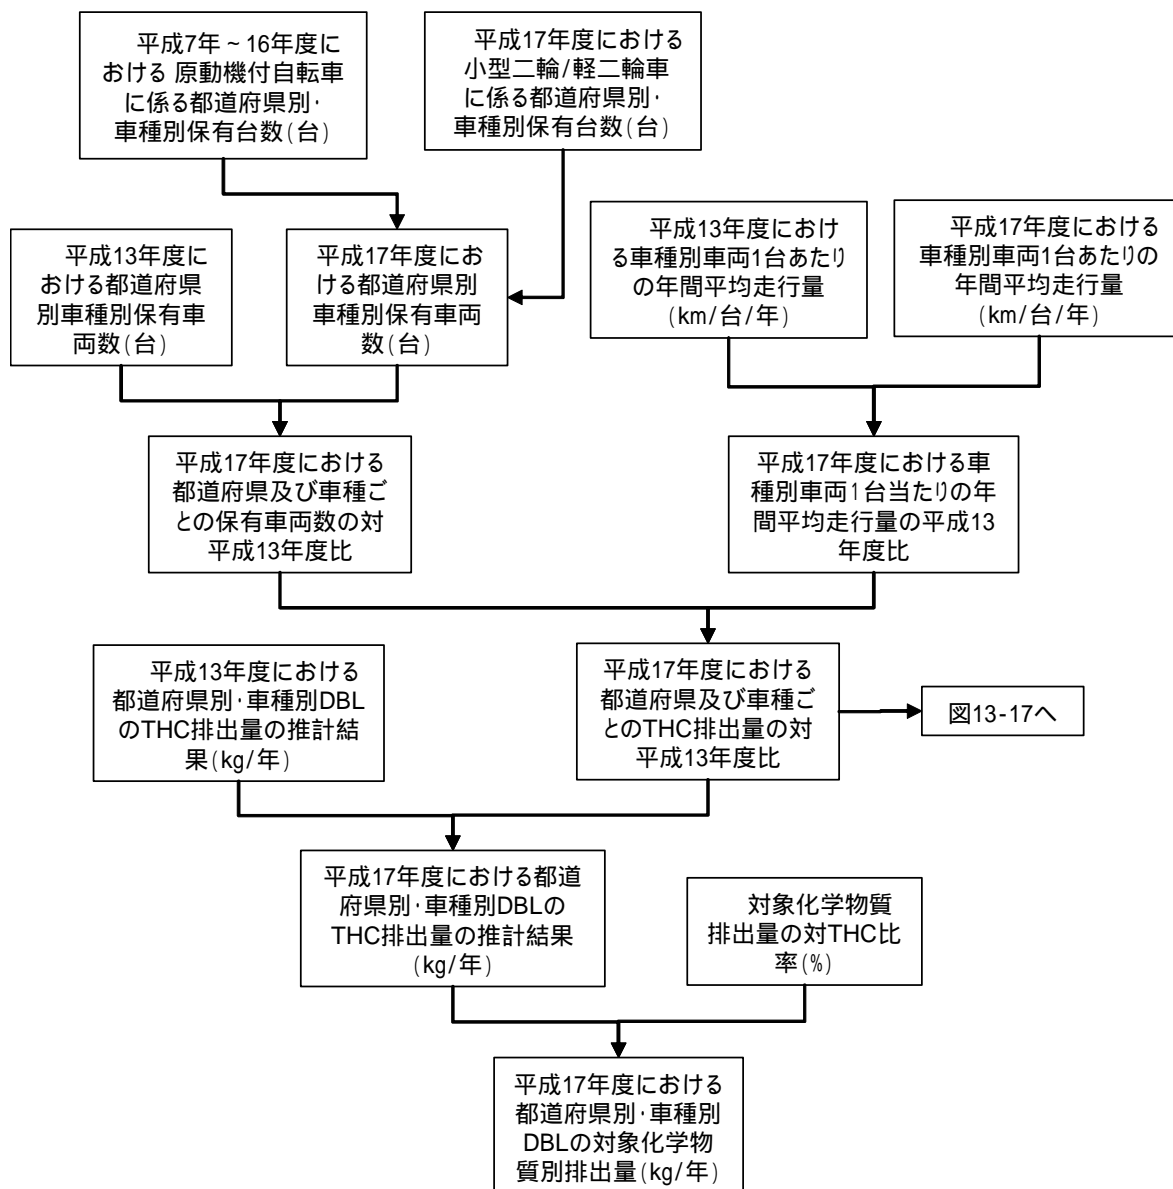 平成7年～16年度に
おける 原動機付自転車
に係る都道府県別･
車種別保有台数(台)
平成17年度における
小型二輪/軽二輪車
に係る都道府県別･
車種別保有台数(台)
平成13年度に
おける都道府県
別車種別保有車
両数(台)
平成17年度にお
ける都道府県別
車種別保有車両
数(台)
平成13年度におけ
る車種別車両1台あたり
の年間平均走行量
(km/台/年)
平成17年度における
車種別車両1台あたりの
年間平均走行量
(km/台/年)
平成17年度における
都道府県及び車種ご
との保有車両数の対
平成13年度比
平成17年度における車
種別車両1台当たりの年
間平均走行量の平成13
年度比
平成13年度における
都道府県別･車種別DBL
のTHC排出量の推計結
果(kg/年)
平成17年度における
都道府県及び車種ご
とのTHC排出量の対
平成13年度比
図13-17へ
平成17年度における都道
府県別･車種別DBLの
THC排出量の推計結果
(kg/年)
対象化学物質
排出量の対THC比
率(%)
平成17年度における
都道府県別･車種別
DBLの対象化学物
質別排出量(kg/年)